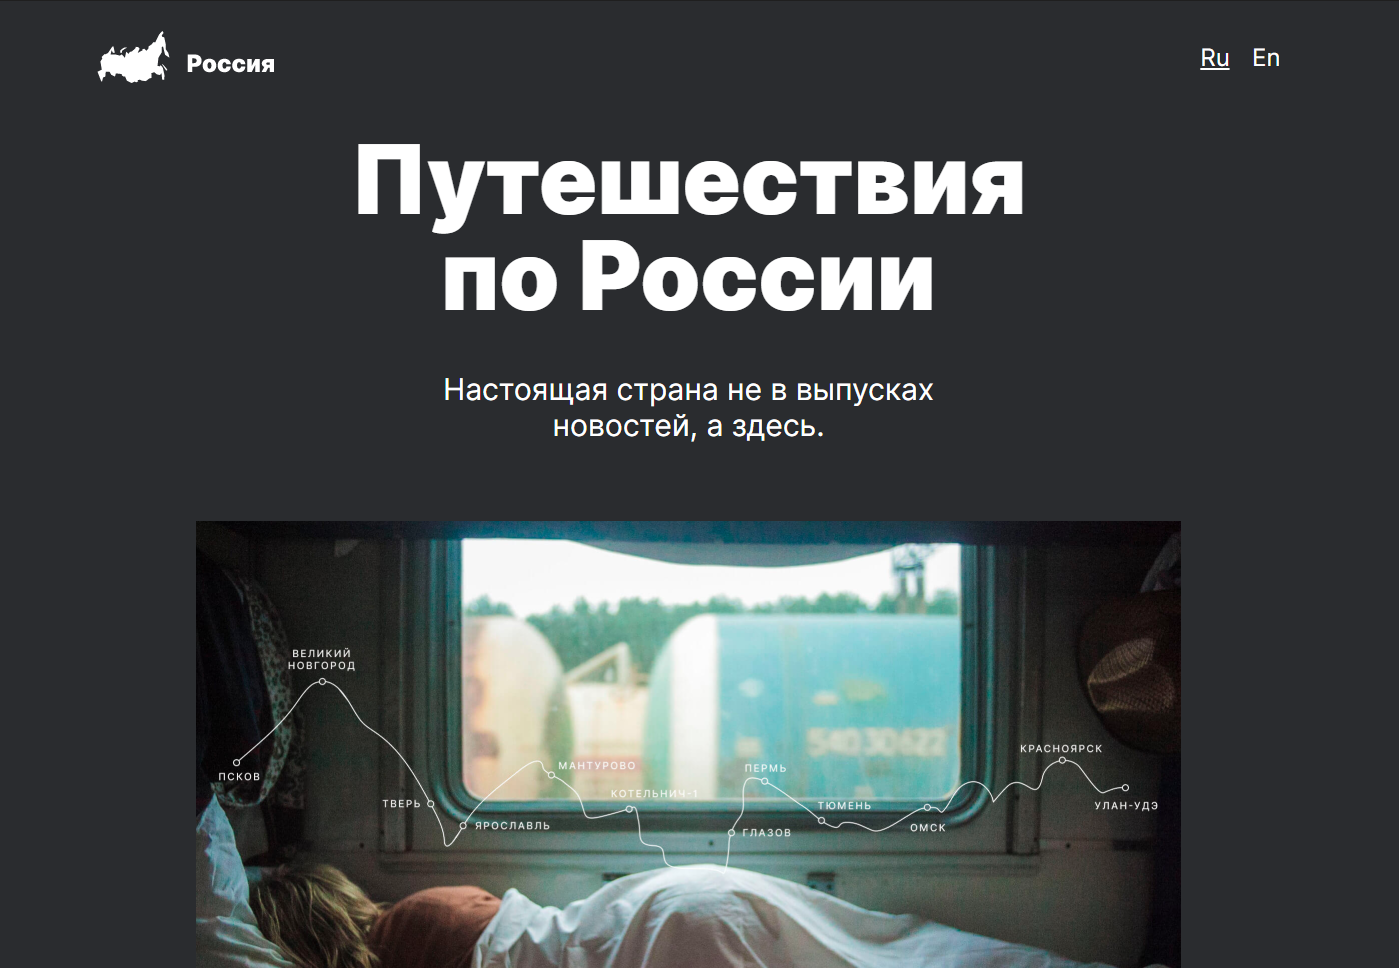 Россия
Ru En
Путешествия
по России
Настоящая страна не в выпусках
новостей, а здесь.
ВЕЛИКИЙ
НОВГОРОД
ПСКОВ
ТВЕРЬ
ЯРОСЛАВЛЬ
МАНТУРОВО
КОТЕЛЬНИЧ-1
ГЛАЗОВ
ПЕРМЬ
ТЮМЕНЬ
ОМСК
КРАСНОЯРСК
УЛАН-УДЭ